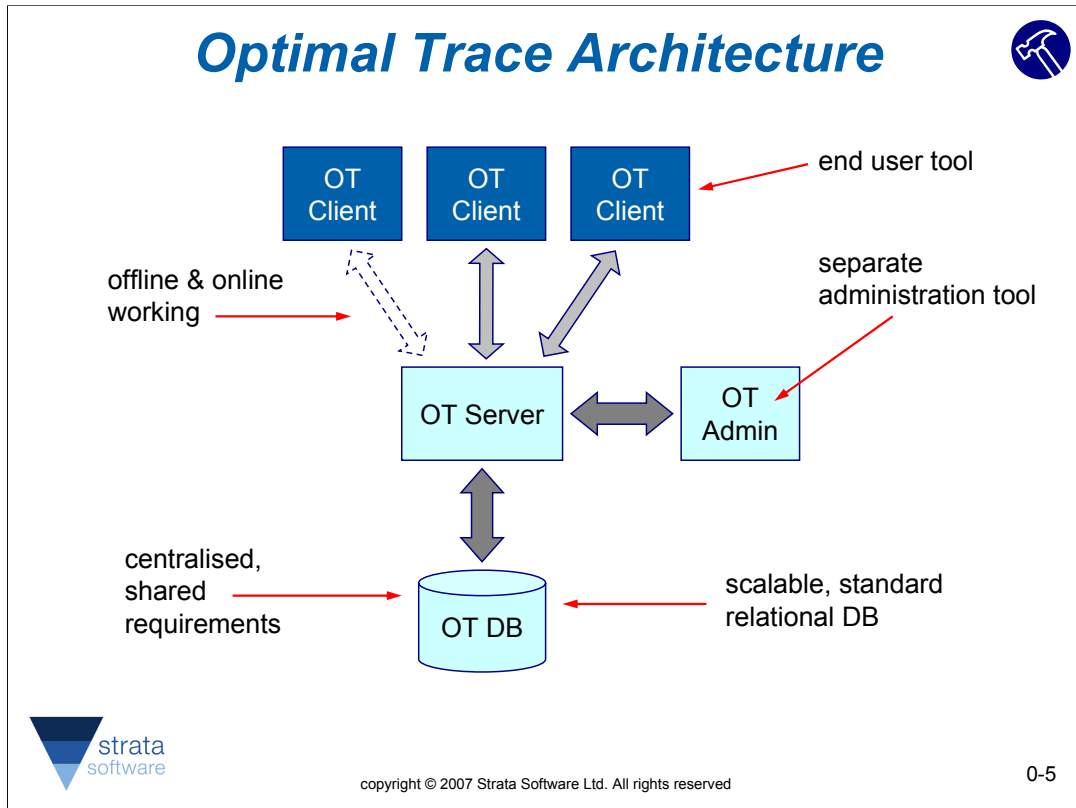 Optimal Trace Architecture
OT
Client
OT
Client
OT
Client
end user tool
offline & online
working
separate
administration tool
OT Server
OT
Admin
centralised,
shared
requirements
OT DB
scalable, standard
relational DB
strata
software
copyright © 2007 Strata Software Ltd. All rights reserved
0-5